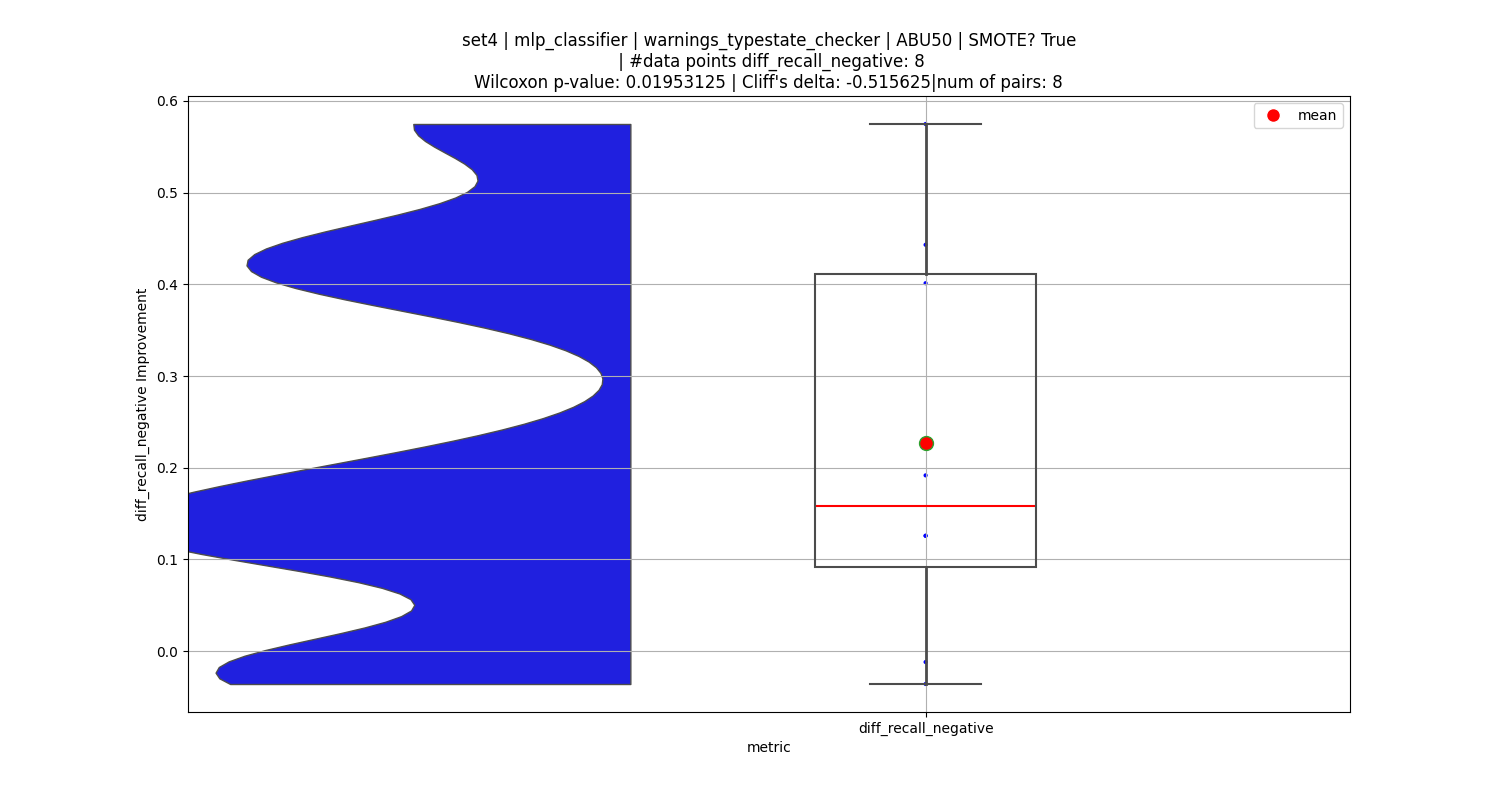 set4 | mlp_classifier | warnings_typestate_checker | ABU50 | SMOTE? True
| #data points diff_recall_negative: 8
Wilcoxon p-value: 0.01953125 | Cliff's delta: -0.515625|num of pairs: 8
mean
0.6
0.5
0.4
0.3
0.2
0.1
0.0
diff_recall_negative Improvement
diff_recall_negative
metric